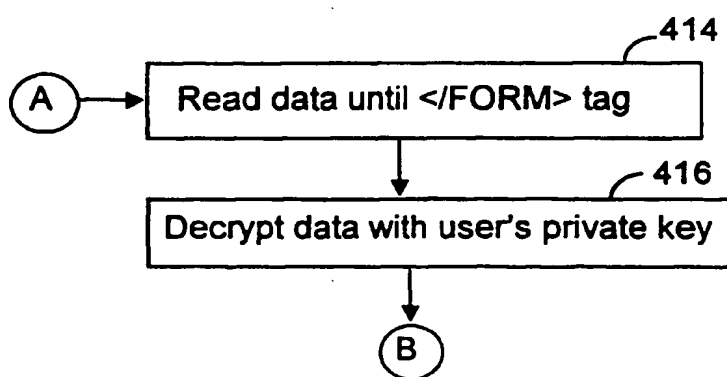 414
A
Read data until </FORM> tag
416
Decrypt data with user's private key
B